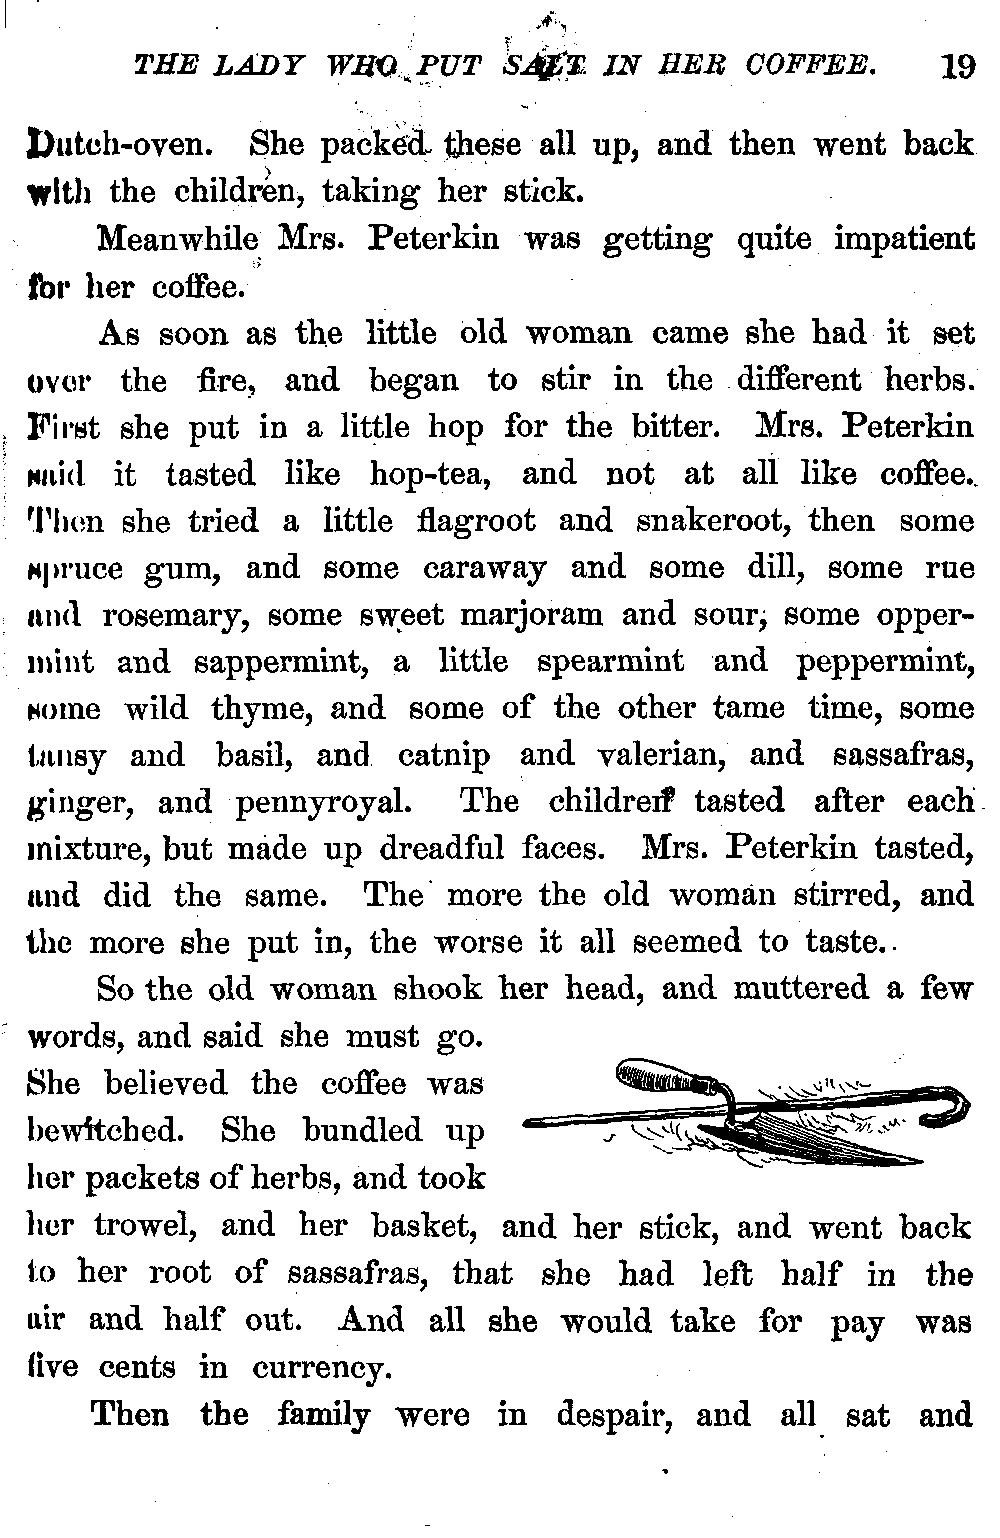 THE LADY WHO PUT SALT IN HER COFFEE. 19
Dutch-oven. She packed these all up, and then went back
with the children, taking her stick.
Meanwhile Mrs. Peterkin was getting quite impatient
for her coffee.
As soon as the little old woman came she had it set
over the fire, and began to stir in the different herbs.
First she put in a little hop for the bitter. Mrs. Peterkin
said it tasted like hop-tea, and not at all like coffee.
Then she tried a little flagroot and snakeroot, then some
spruce gum, and some caraway and some dill, some rue
and rosemary, some sweet marjoram and sour, some opper-
mint and sappermint, a little spearmint and peppermint,
some wild thyme, and some of the other tame time, some
tansy and basil, and catnip and valerian, and sassafras,
ginger, and pennyroyal. The children tasted after each
mixture, but made up dreadful faces. Mrs. Peterkin tasted,
and did the same. The more the old woman stirred, and
the more she put in, the worse it all seemed to taste.
So the old woman shook her head, and muttered a few
words, and said she must go.
She believed the coffee was
bewitched. She bundled up
her packets of herbs, and took
her trowel, and her basket, and her stick, and went back
to her root of sassafras, that she had left half in the
air and half out. And all she would take for pay was
five cents in currency.
Then the family were in despair, and all sat and